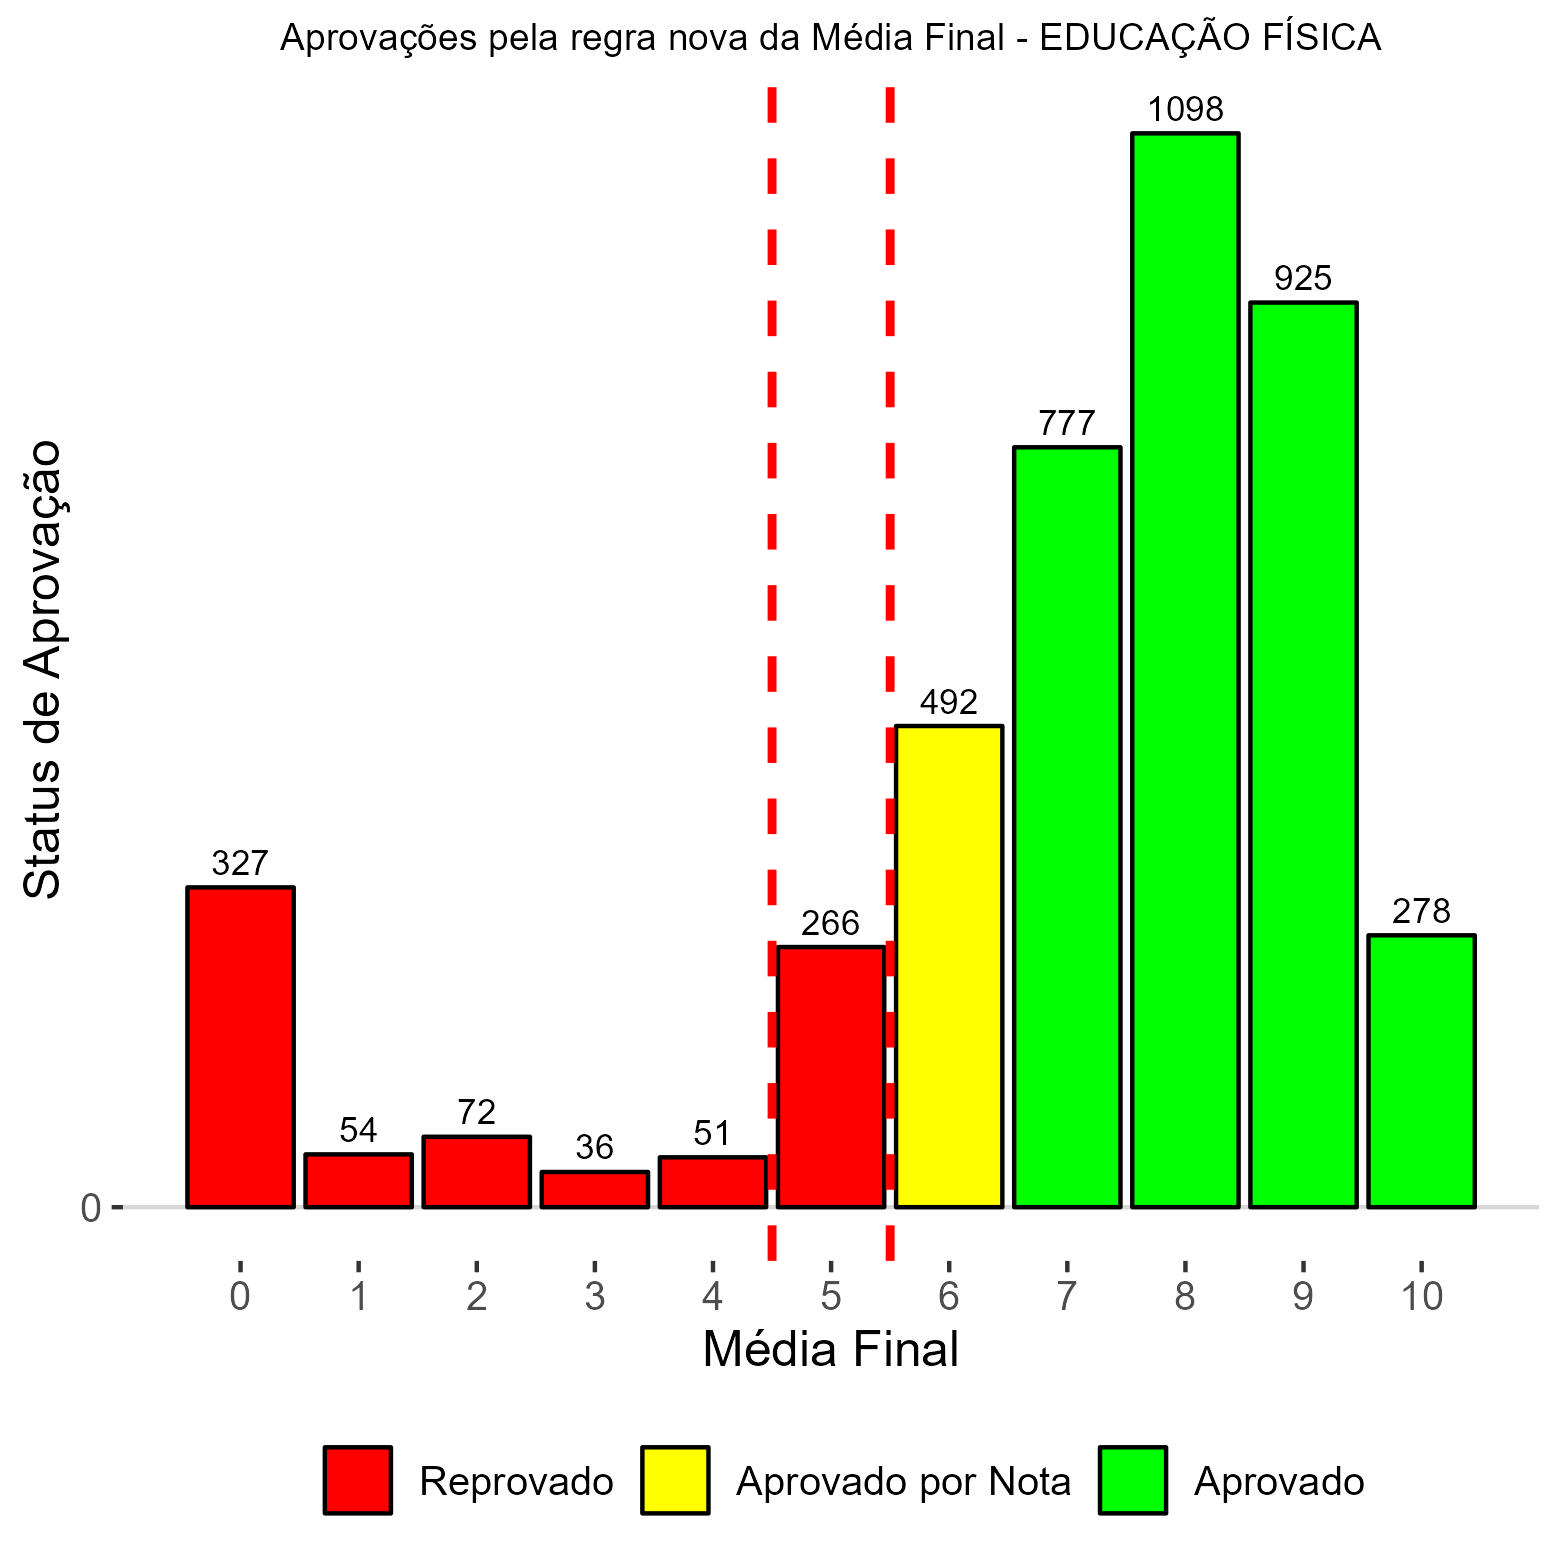 Aprovações pela regra nova da Média Final - EDUCAÇÃO FÍSICA
1098
925
777
492
327
266
278
54
72
36
51
Status de Aprovação
0
0 1 2 3 4 5 6 7 8 9 10
Média Final
Reprovado Aprovado por Nota Aprovado